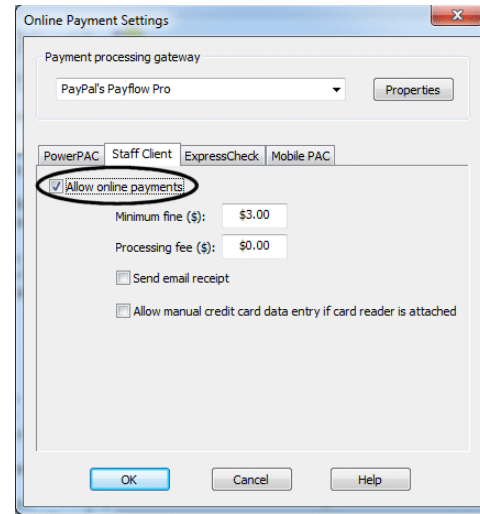 Online Payment Settings
Payment processing gateway
PayPal's Payflow Pro
Properties
PowerPAC Staff Client ExpressCheck Mobile PAC
Allow online payments
Minimum fine ($): $3.00
Processing fee ($): $0.00
Send email receipt
Allow manual credit card data entry if card reader is attached
OK Cancel Help